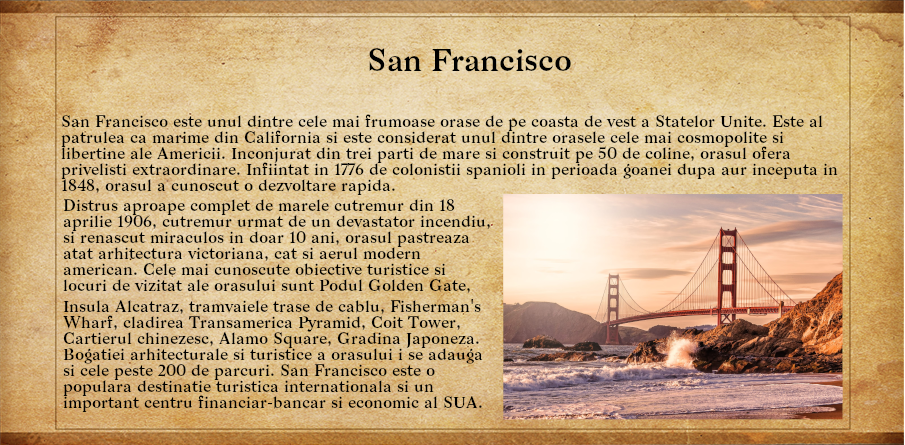 San Francisco
San Francisco este unul dintre cele mai frumoase orase de pe coasta de vest a Statelor Unite. Este al
patrulea ca marime din California si este considerat unul dintre orasele cele mai cosmopolite si
libertine ale Americii. Inconjurat din trei parti de mare si construit pe 50 de coline, orasul ofera
privelisti extraordinare. Infiintat in 1776 de colonistii spanioli in perioada goanei dupa aur inceputa in
1848, orasul a cunoscut o dezvoltare rapida.
Distrus aproape complet de marele cutremur din 18
aprilie 1906, cutremur urmat de un devastator incendiu,
si renascut miraculos in doar 10 ani, orasul pastreaza
atat arhitectura victoriana, cat si aerul modern
american. Cele mai cunoscute obiective turistice si
locuri de vizitat ale orasului sunt Podul Golden Gate,
Insula Alcatraz, tramvaiele trase de cablu, Fisherman's
Wharf, cladirea Transamerica Pyramid, Coit Tower,
Cartierul chinezesc, Alamo Square, Gradina Japoneza.
Bogatiei arhitecturale si turistice a orasului i se adauga
si cele peste 200 de parcuri. San Francisco este o
populara destinatie turistica internationala si un
important centru financiar-bancar si economic al SUA.